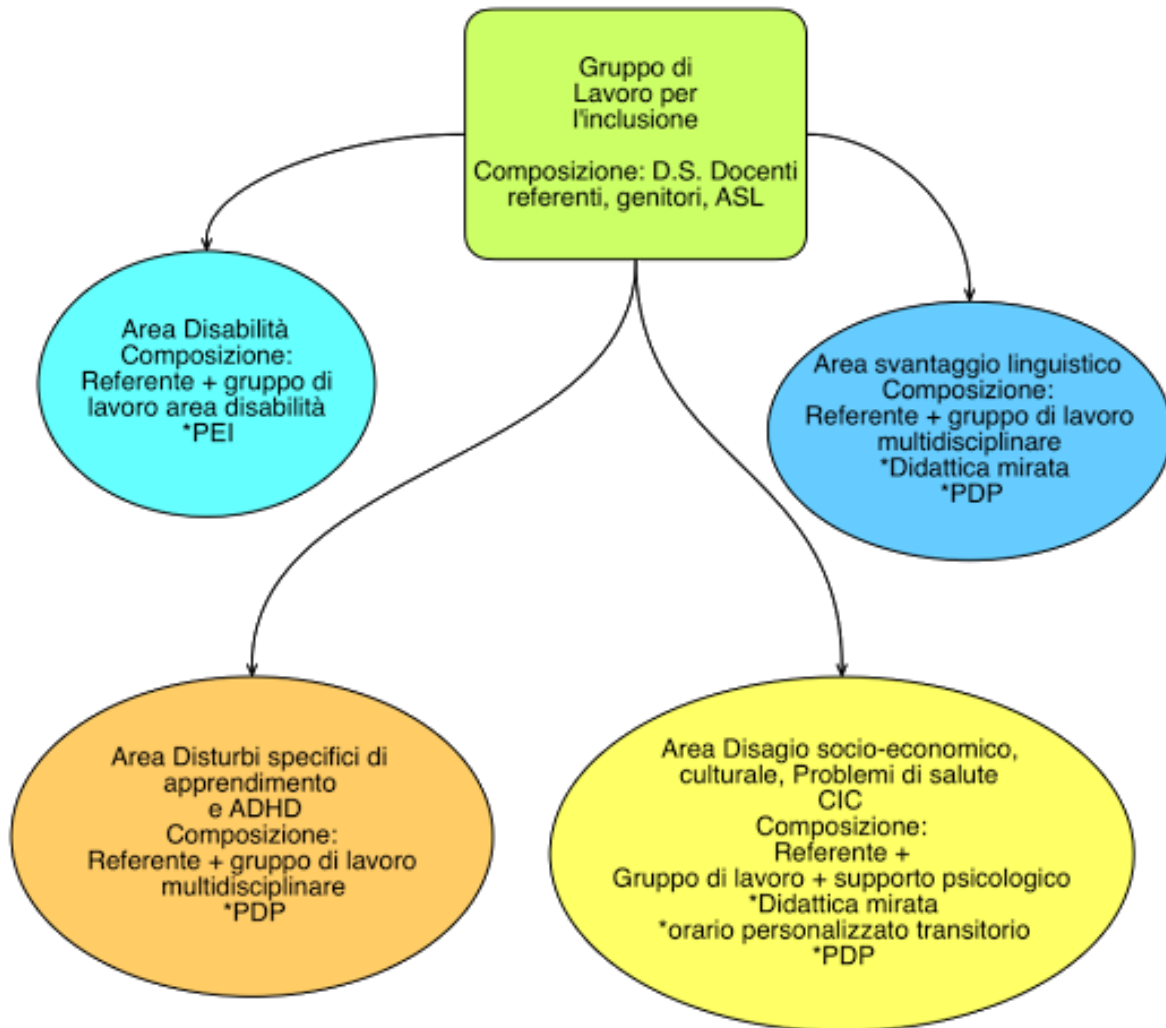 Gruppo di
Lavoro per
l'inclusione
Composizione: D.S. Docenti
referenti, genitori, ASL
Area Disabilità
Composizione:
Referente + gruppo di
lavoro area disabilità
*PEI
Area svantaggio linguistico
Composizione:
Referente + gruppo di lavoro
multidisciplinare
*Didattica mirata
*PDP
Area Disturbi specifici di
apprendimento
e ADHD
Composizione:
Referente + gruppo di lavoro
multidisciplinare
*PDP
Area Disagio socio-economico,
culturale, Problemi di salute
CIC
Composizione:
Referente +
Gruppo di lavoro + supporto psicologico
*Didattica mirata
*orario personalizzato transitorio
*PDP